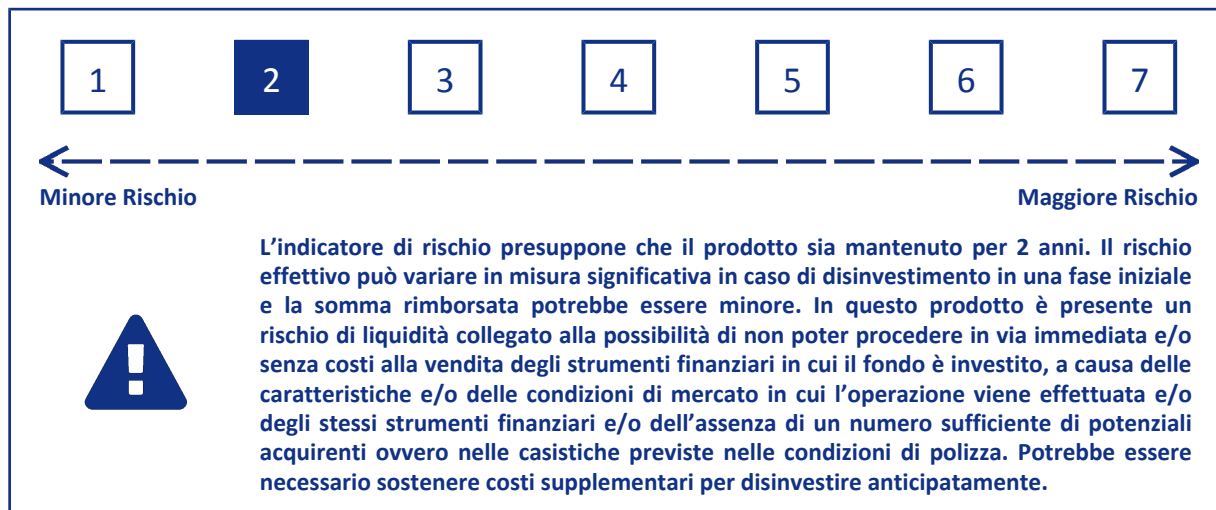 1 2 3 4 5 6 7
Minore Rischio Maggiore Rischio
L’indicatore di rischio presuppone che il prodotto sia mantenuto per 2 anni. Il rischio
effettivo può variare in misura significativa in caso di disinvestimento in una fase iniziale
e la somma rimborsata potrebbe essere minore. In questo prodotto è presente un
rischio di liquidità collegato alla possibilità di non poter procedere in via immediata e/o
senza costi alla vendita degli strumenti finanziari in cui il fondo è investito, a causa delle
caratteristiche e/o delle condizioni di mercato in cui l’operazione viene effettuata e/o
degli stessi strumenti finanziari e/o dell’assenza di un numero sufficiente di potenziali
acquirenti ovvero nelle casistiche previste nelle condizioni di polizza. Potrebbe essere
necessario sostenere costi supplementari per disinvestire anticipatamente.